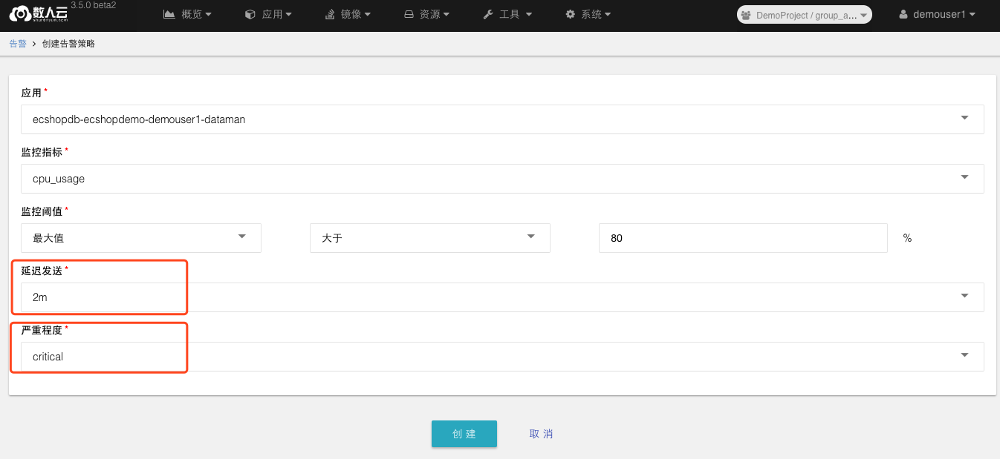 数人云 3.5.0 beta2 概览 应用 镜像 资源 工具 系统 DemoProject / group_a... demouser1
shurenyun.com
告警 > 创建告警策略
应用*
ecshopdb-ecshopdemo-demouser1-dataman
监控指标*
cpu_usage
监控阈值*
最大值 大于 80 %
延迟发送*
2m
严重程度*
critical
创建 取消